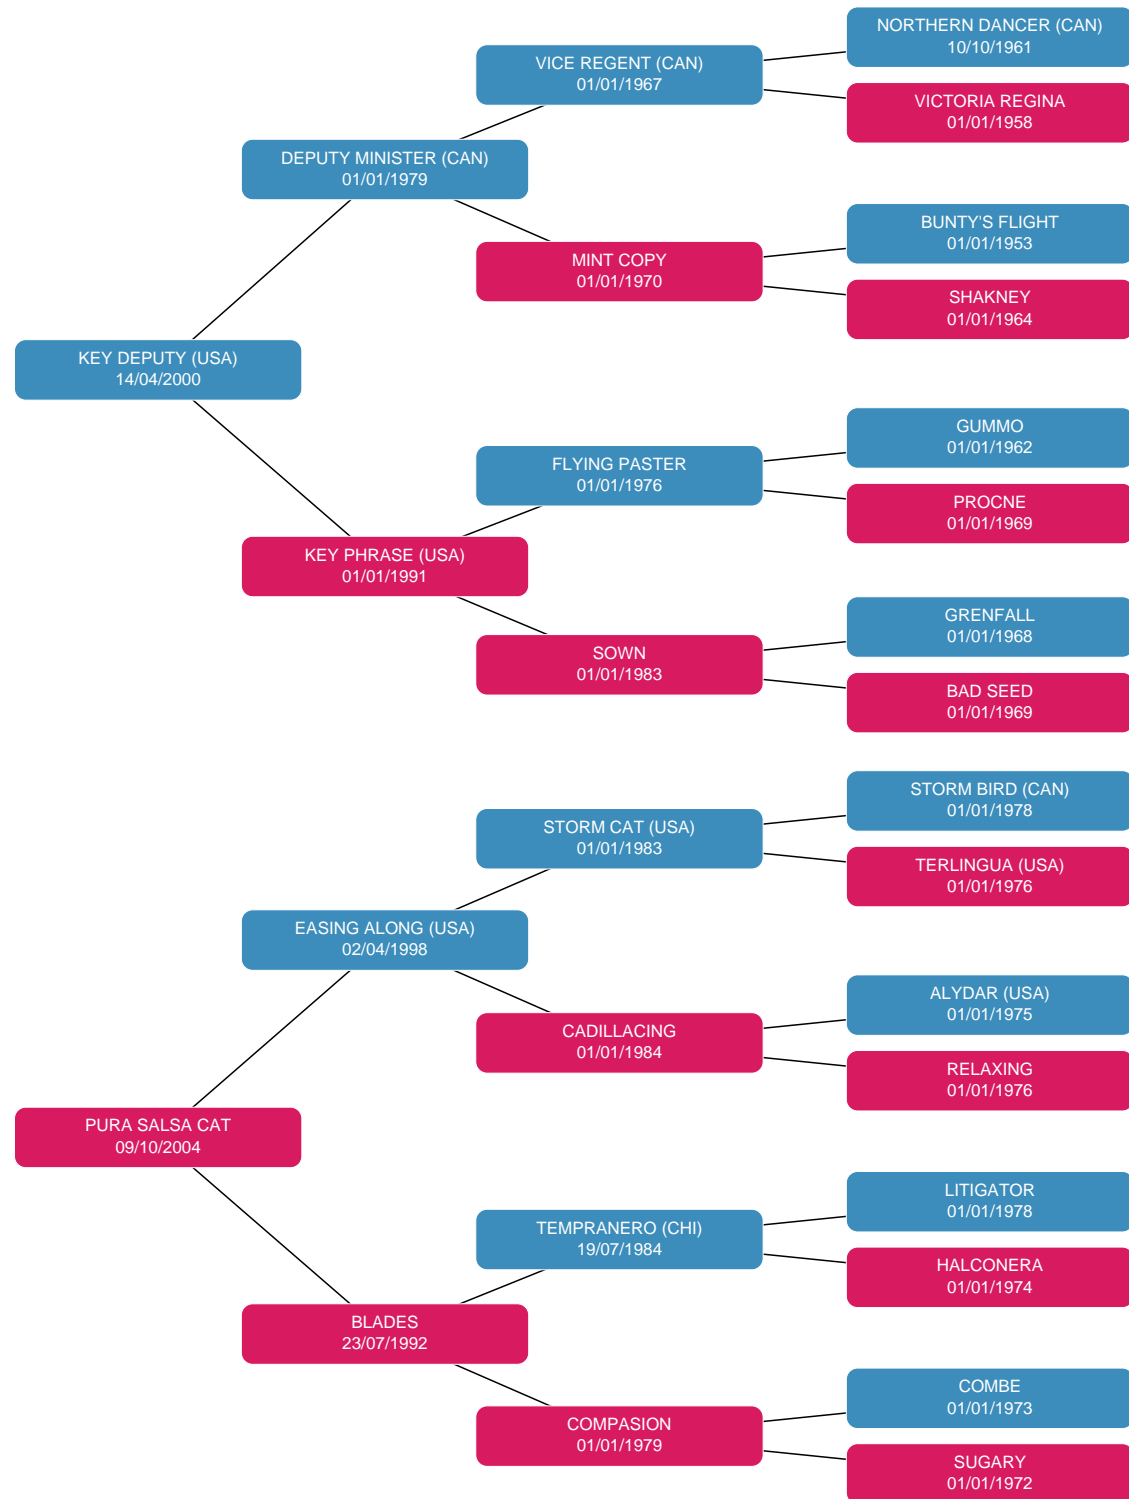 NORTHERN DANCER (CAN)
10/10/1961
VICE REGENT (CAN)
01/01/1967
VICTORIA REGINA
01/01/1958
DEPUTY MINISTER (CAN)
01/01/1979
BUNTY'S FLIGHT
01/01/1953
MINT COPY
01/01/1970
SHAKNEY
01/01/1964
KEY DEPUTY (USA)
14/04/2000
GUMMO
01/01/1962
FLYING PASTER
01/01/1976
PROCNE
01/01/1969
KEY PHRASE (USA)
01/01/1991
GRENFALL
01/01/1968
SOWN
01/01/1983
BAD SEED
01/01/1969
STORM BIRD (CAN)
01/01/1978
STORM CAT (USA)
01/01/1983
TERLINGUA (USA)
01/01/1976
EASING ALONG (USA)
02/04/1998
ALYDAR (USA)
01/01/1975
CADILLACING
01/01/1984
RELAXING
01/01/1976
PURA SALSA CAT
09/10/2004
LITIGATOR
01/01/1978
TEMPRANERO (CHI)
19/07/1984
HALCONERA
01/01/1974
BLADES
23/07/1992
COMBE
01/01/1973
COMPASION
01/01/1979
SUGARY
01/01/1972